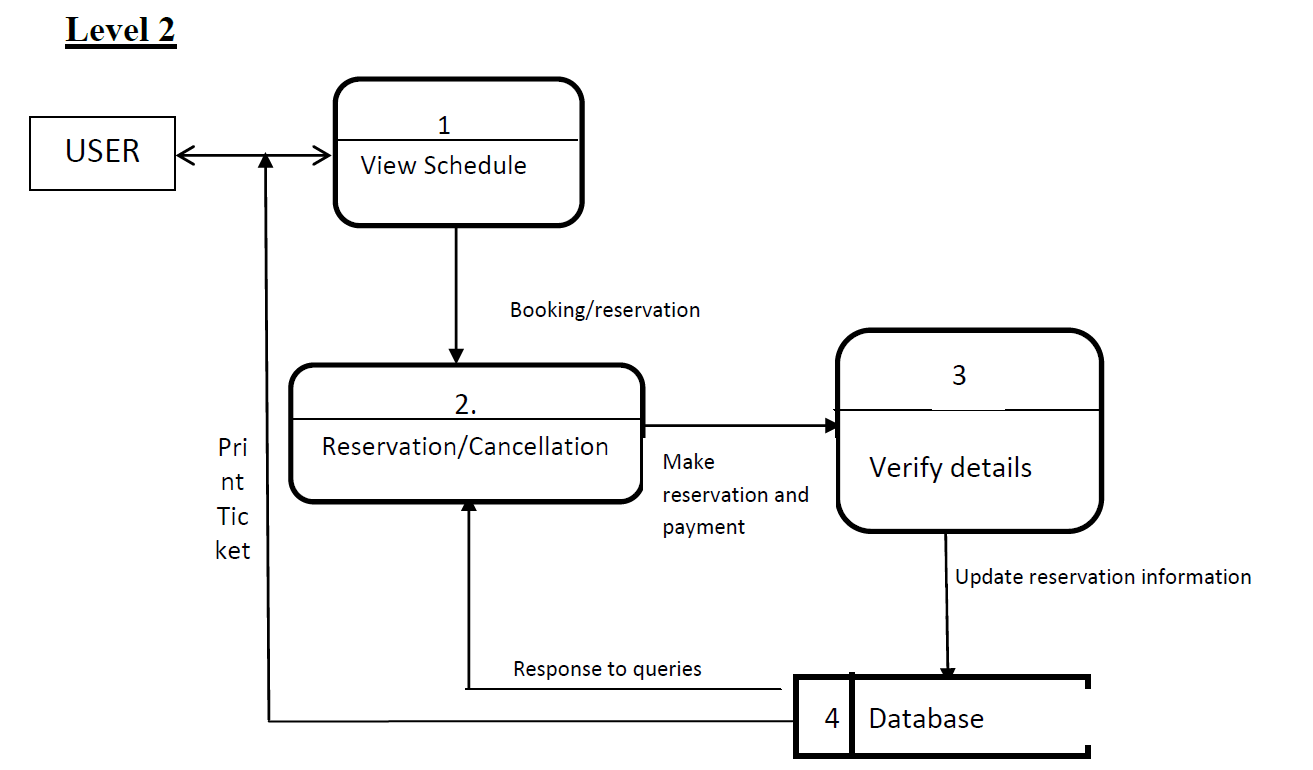 Level 2
1
USER
View Schedule
Booking/reservation
3
2.
Reservation/Cancellation
Make
reservation and
payment
Verify details
Pri
nt
Tic
ket
Update reservation information
Response to queries
4
Database